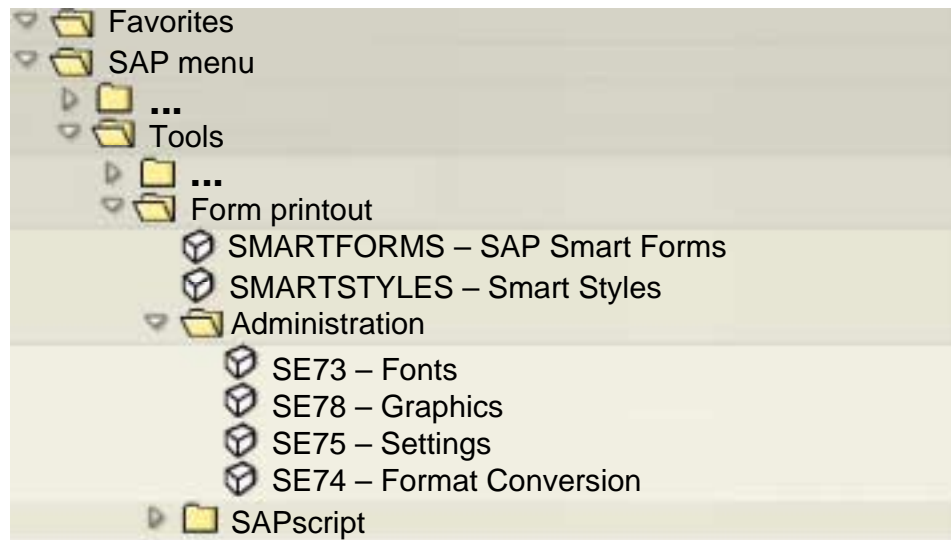 Favorites
SAP menu
...
Tools
...
Form printout
SMARTFORMS – SAP Smart Forms
SMARTSTYLES – Smart Styles
Administration
SE73 – Fonts
SE78 – Graphics
SE75 – Settings
SE74 – Format Conversion
SAPscript